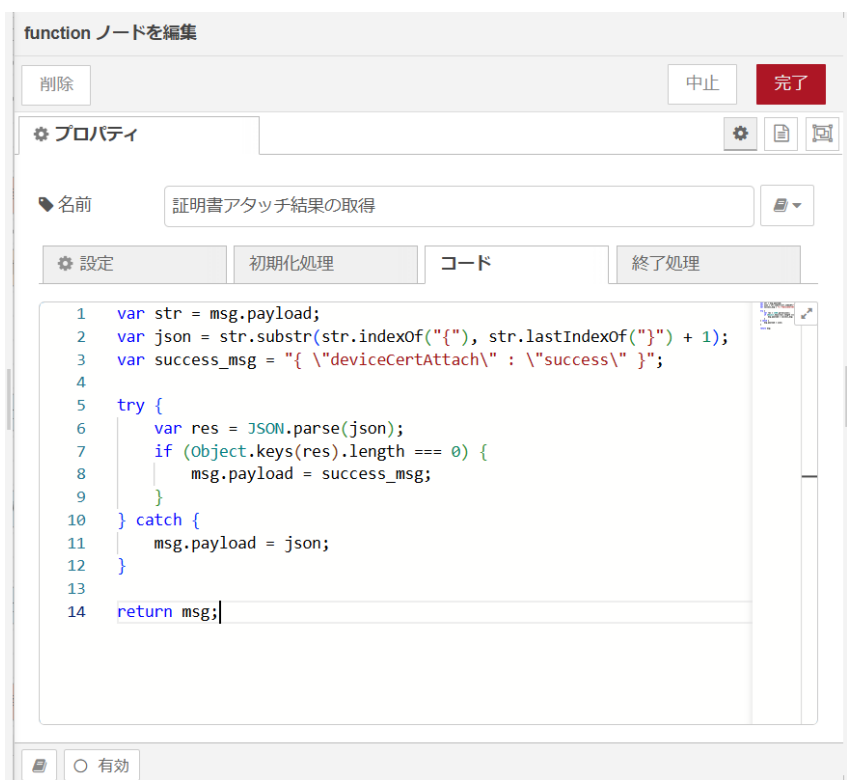 function ノードを編集
削除 中止 完了
プロパティ
名前 証明書アタッチ結果の取得
設定 初期化処理 コード 終了処理
1 var str = msg.payload;
2 var json = str.substr(str.indexOf("{"), str.lastIndexOf("}") + 1);
3 var success_msg = "{ \"deviceCertAttach\" : \"success\" }";
4
5 try {
6 var res = JSON.parse(json);
7 if (Object.keys(res).length === 0) {
8 msg.payload = success_msg;
9 }
10 } catch {
11 msg.payload = json;
12 }
13
14 return msg;
有効